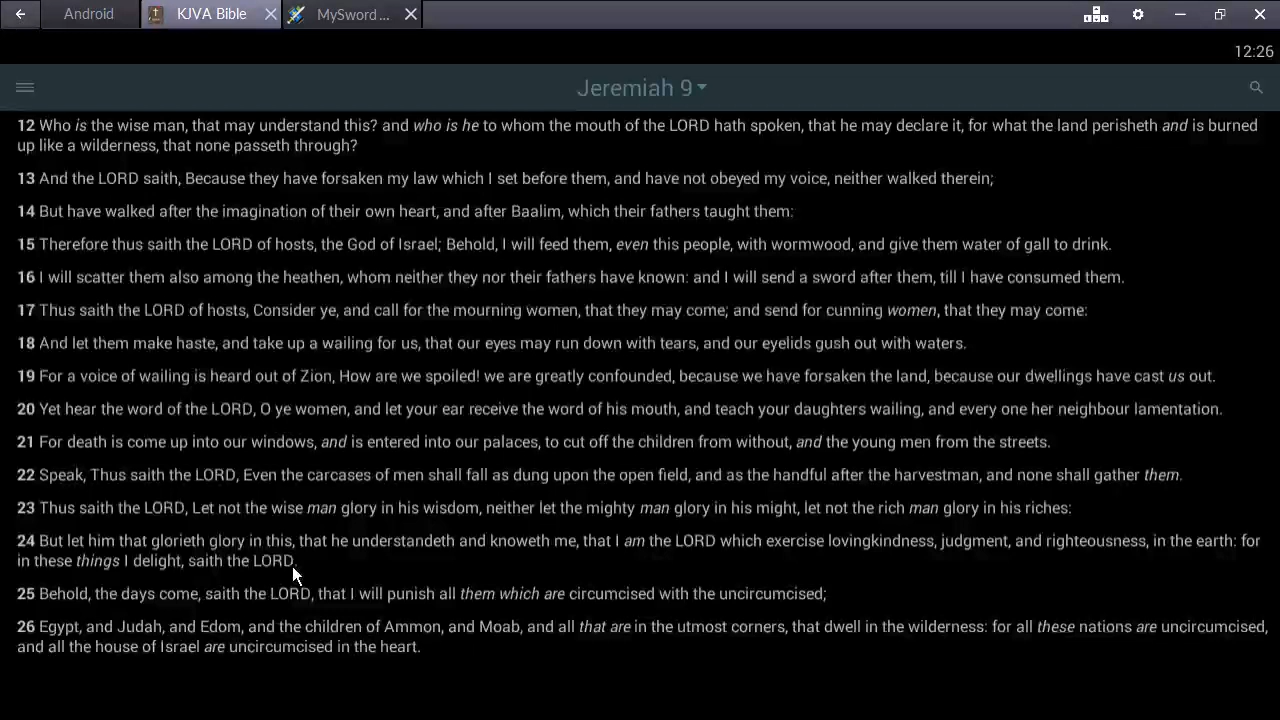 Android
KJVA Bible
MySword ...
12:26
Jeremiah 9
12 Who is the wise man, that may understand this? and who is he to whom the mouth of the LORD hath spoken, that he may declare it, for what the land perisheth and is burned
up like a wilderness, that none passeth through?
13 And the LORD saith, Because they have forsaken my law which I set before them, and have not obeyed my voice, neither walked therein;
14 But have walked after the imagination of their own heart, and after Baalim, which their fathers taught them:
15 Therefore thus saith the LORD of hosts, the God of Israel; Behold, I will feed them, even this people, with wormwood, and give them water of gall to drink.
16 I will scatter them also among the heathen, whom neither they nor their fathers have known: and I will send a sword after them, till I have consumed them.
17 Thus saith the LORD of hosts, Consider ye, and call for the mourning women, that they may come; and send for cunning women, that they may come:
18 And let them make haste, and take up a wailing for us, that our eyes may run down with tears, and our eyelids gush out with waters.
19 For a voice of wailing is heard out of Zion, How are we spoiled! we are greatly confounded, because we have forsaken the land, because our dwellings have cast us out.
20 Yet hear the word of the LORD, O ye women, and let your ear receive the word of his mouth, and teach your daughters wailing, and every one her neighbour lamentation.
21 For death is come up into our windows, and is entered into our palaces, to cut off the children from without, and the young men from the streets.
22 Speak, Thus saith the LORD, Even the carcases of men shall fall as dung upon the open field, and as the handful after the harvestman, and none shall gather them.
23 Thus saith the LORD, Let not the wise man glory in his wisdom, neither let the mighty man glory in his might, let not the rich man glory in his riches:
24 But let him that glorieth glory in this, that he understandeth and knoweth me, that I am the LORD which exercise lovingkindness, judgment, and righteousness, in the earth: for
in these things I delight, saith the LORD.
25 Behold, the days come, saith the LORD, that I will punish all them which are circumcised with the uncircumcised;
26 Egypt, and Judah, and Edom, and the children of Ammon, and Moab, and all that are in the utmost corners, that dwell in the wilderness: for all these nations are uncircumcised,
and all the house of Israel are uncircumcised in the heart.